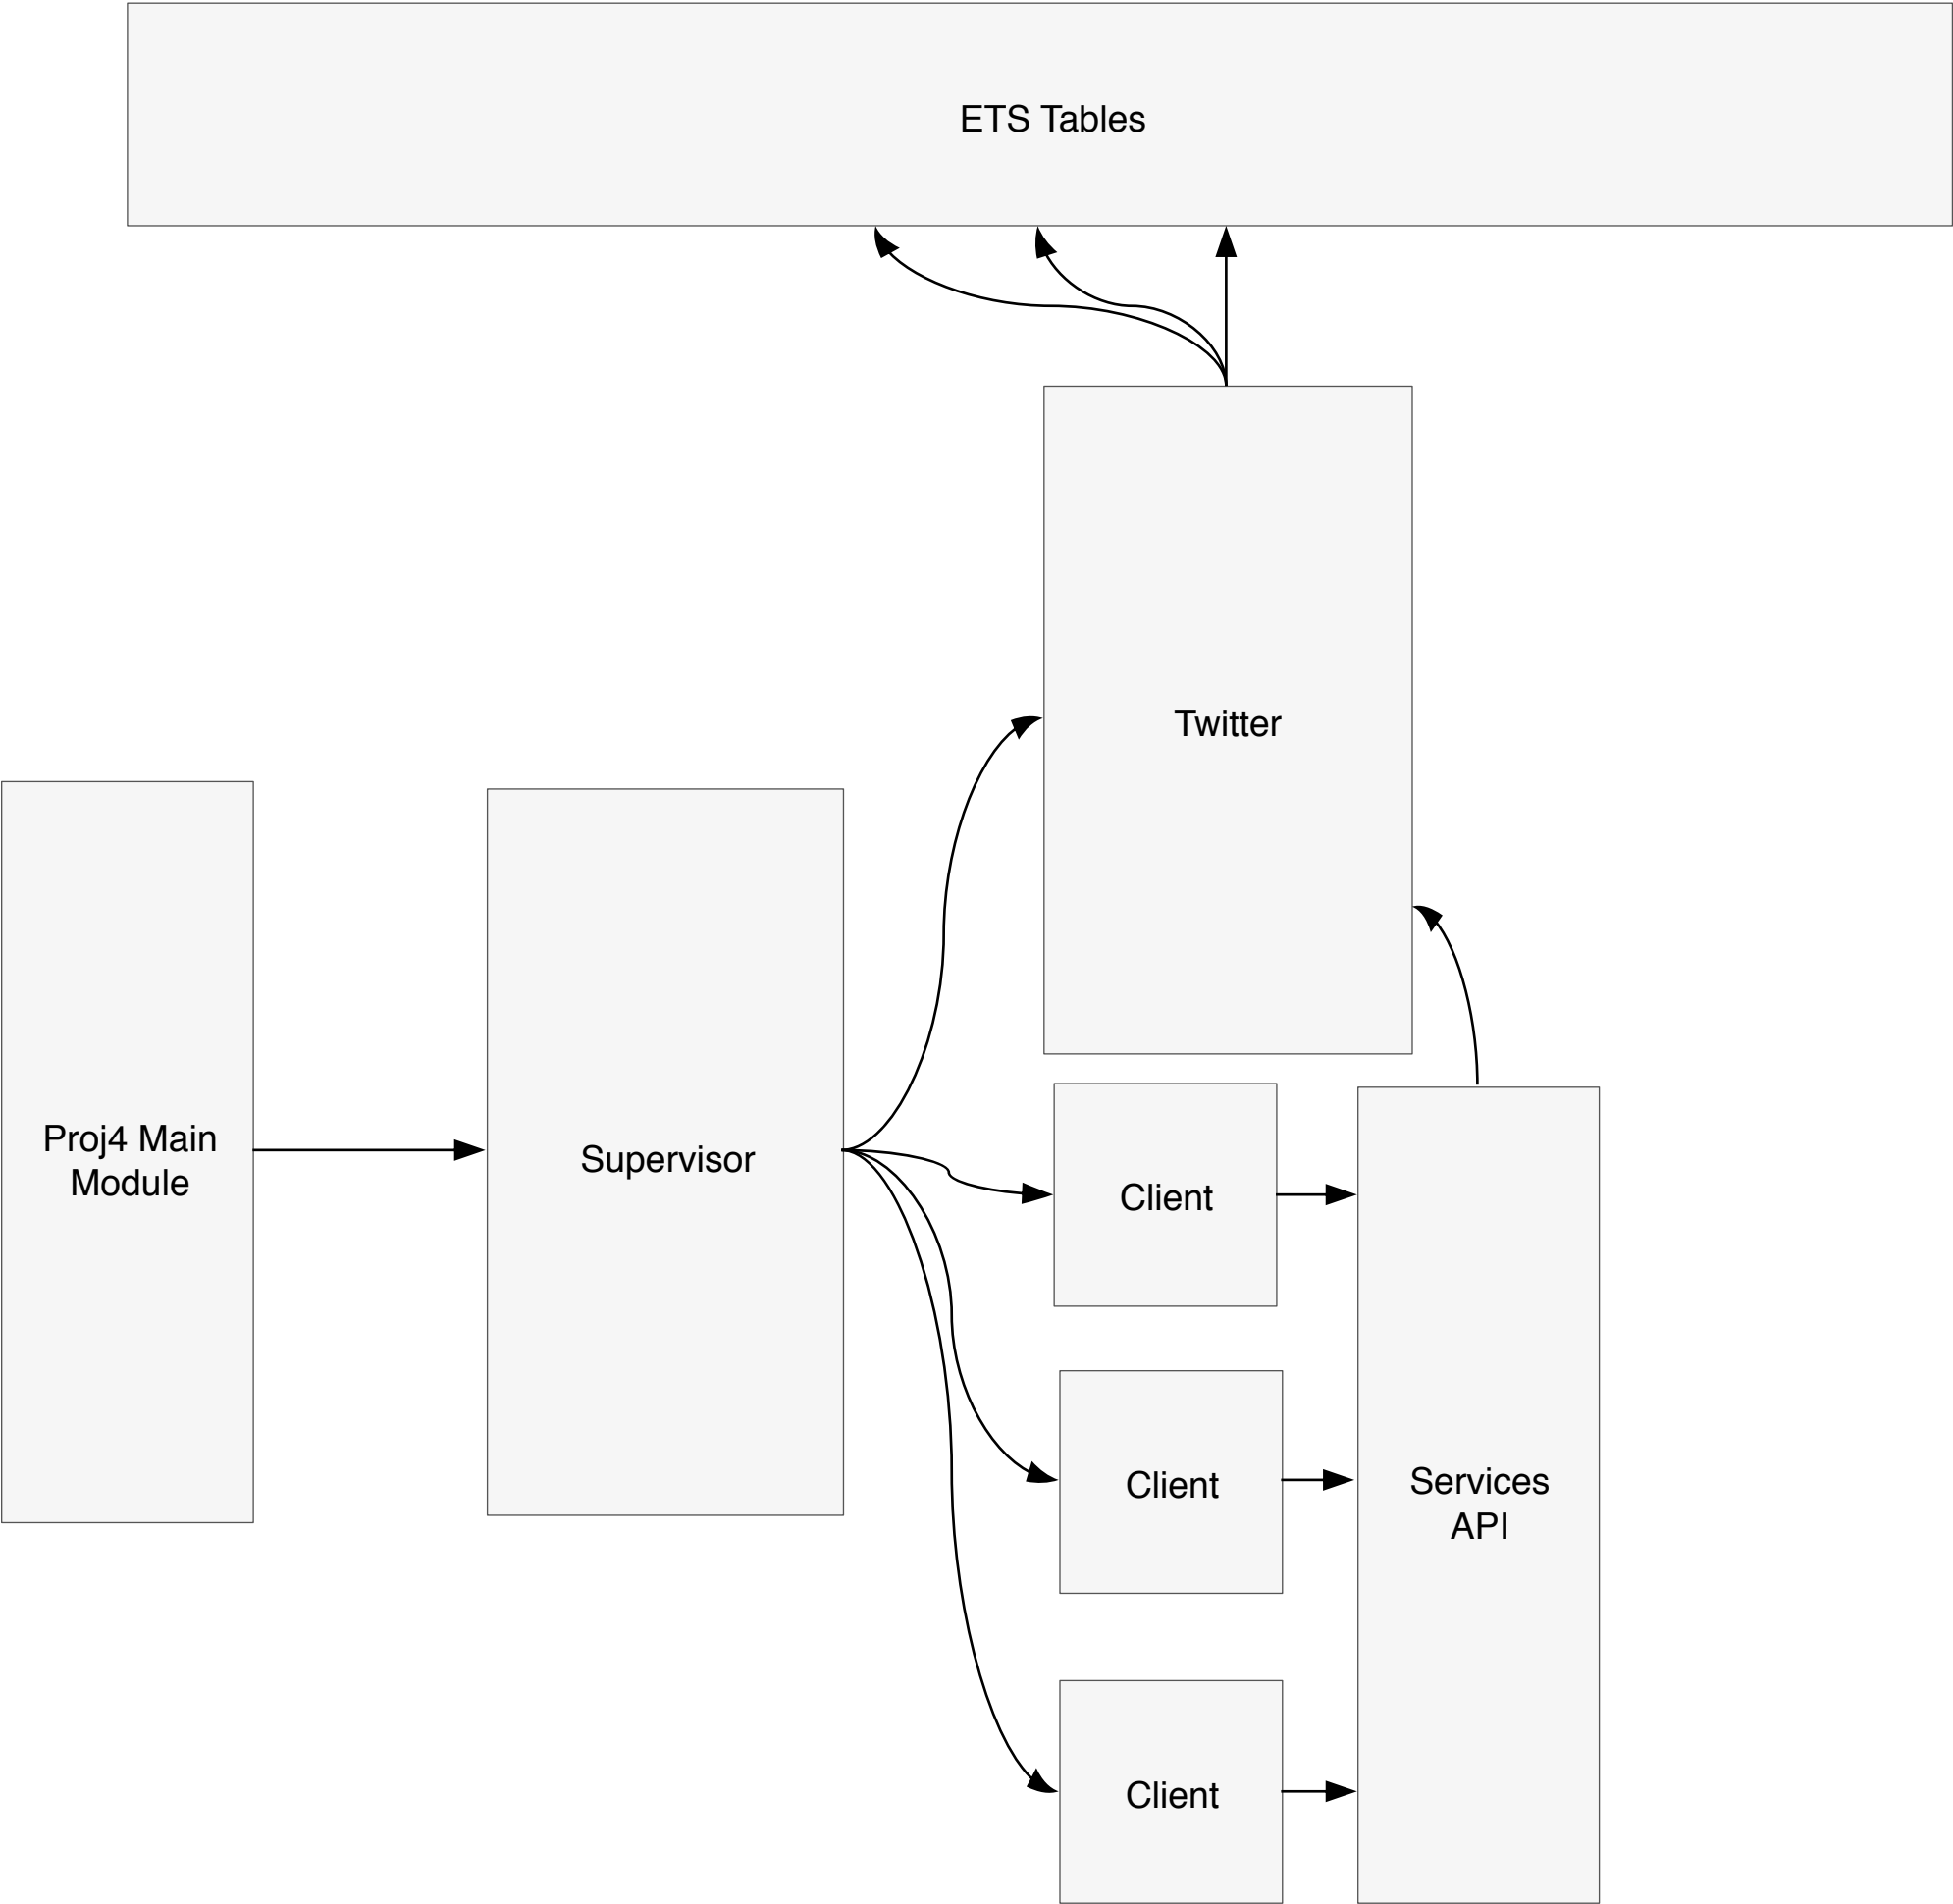 ETS Tables
Twitter
Proj4 Main
Module
Supervisor
Client
Client
Services
API
Client